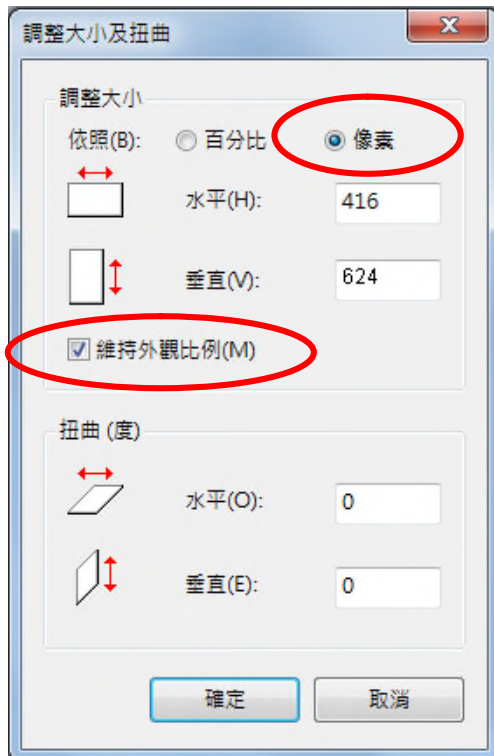 調整大小及扭曲
調整大小
依照(B): 百分比 像素
水平(H): 416
垂直(V): 624
維持外觀比例(M)
扭曲 (度)
水平(O): 0
垂直(E): 0
確定 取消